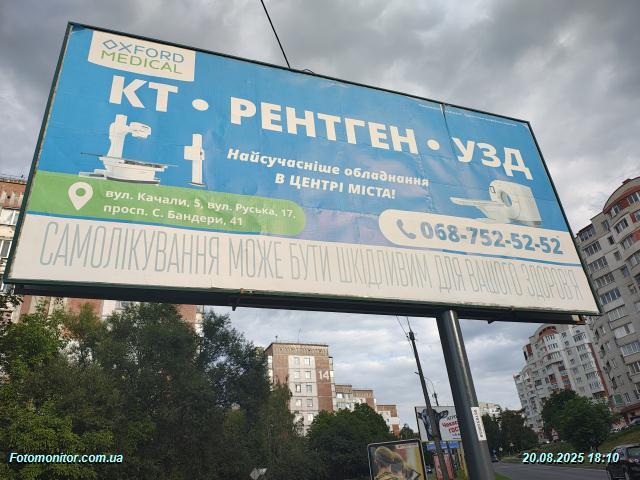 OXFORD
MEDICAL
КТ • РЕНТГЕН • УЗД
Найсучасніше обладнання
В ЦЕНТРІ МІСТА!
вул. Качали, 5, вул. Руська, 17,
просп. С. Бандери, 41
068-752-52-52
САМОЛІКУВАННЯ МОЖЕ БУТИ ШКІДЛИВИМ ДЛЯ ВАШОГО ЗДОРОВ'Я
14
Fotomonitor.com.ua
20.08.2025 18:10